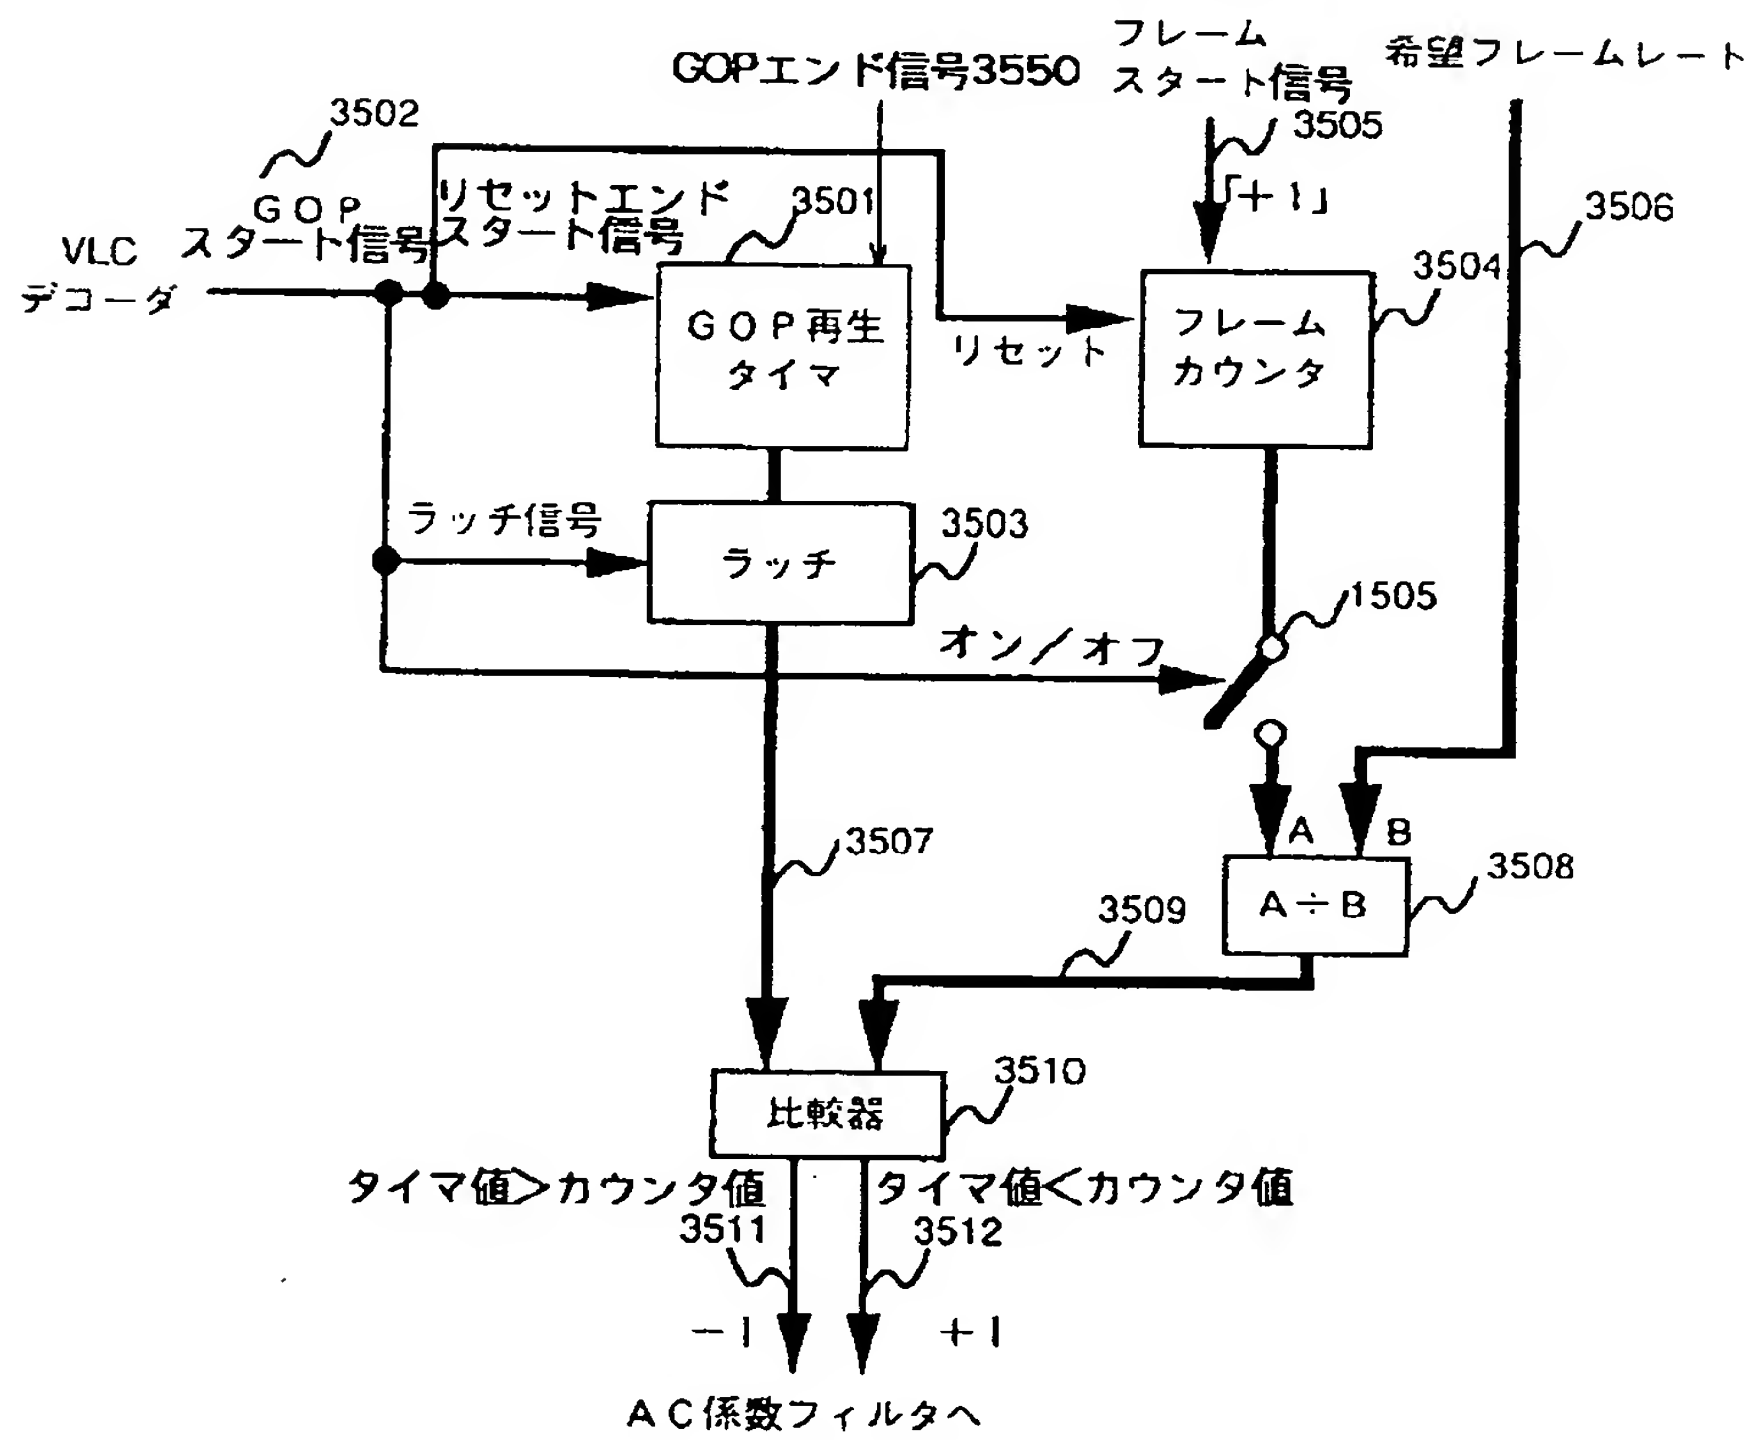 GOPエンド信号3550
フレーム
スタート信号
希望フレームレート
3505
3502
「+1」
GOP
スタート信号
リセットエンド
スタート信号
3501
3506
VLC
デコーダ
3504
GOP再生
タイマ
リセット
フレーム
カウンタ
ラッチ信号
ラッチ
3503
1505
オン/オフ
3507
A
B
3508
A÷B
3509
3510
比較器
タイマ値>カウンタ値
タイマ値<カウンタ値
3511
3512
-1
+1
AC係数フィルタへ